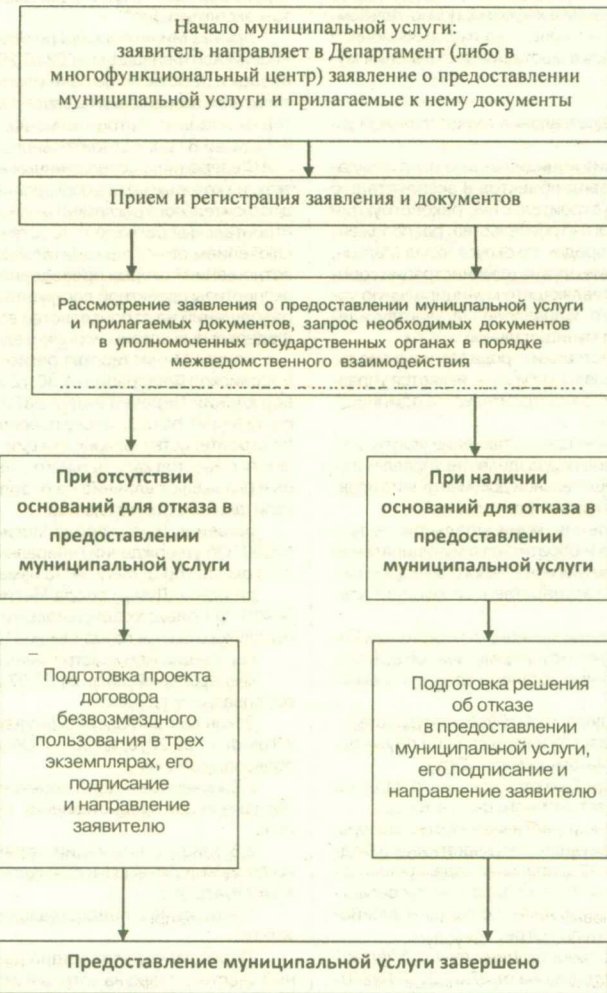 Начало муниципальной услуги:
заявитель направляет в Департамент (либо в
многофункциональный центр) заявление о предоставлении
муниципальной услуги и прилагаемые к нему документы
Прием и регистрация заявления и документов
Рассмотрение заявления о предоставлении муницпальной услуги
и прилагаемых документов, запрос необходимых документов
в уполномоченных государственных органах в порядке
межведомственного взаимодействия
При отсутствии
оснований для отказа в
предоставлении
муниципальной услуги
При наличии
оснований для отказа в
предоставлении
муниципальной услуги
Подготовка проекта
договора
безвозмездного
пользования в трех
экземплярах, его
подписание
и направление
заявителю
Подготовка решения
об отказе
в предоставлении
муниципальной услуги,
его подписание и
направление заявителю
Предоставление муниципальной услуги завершено